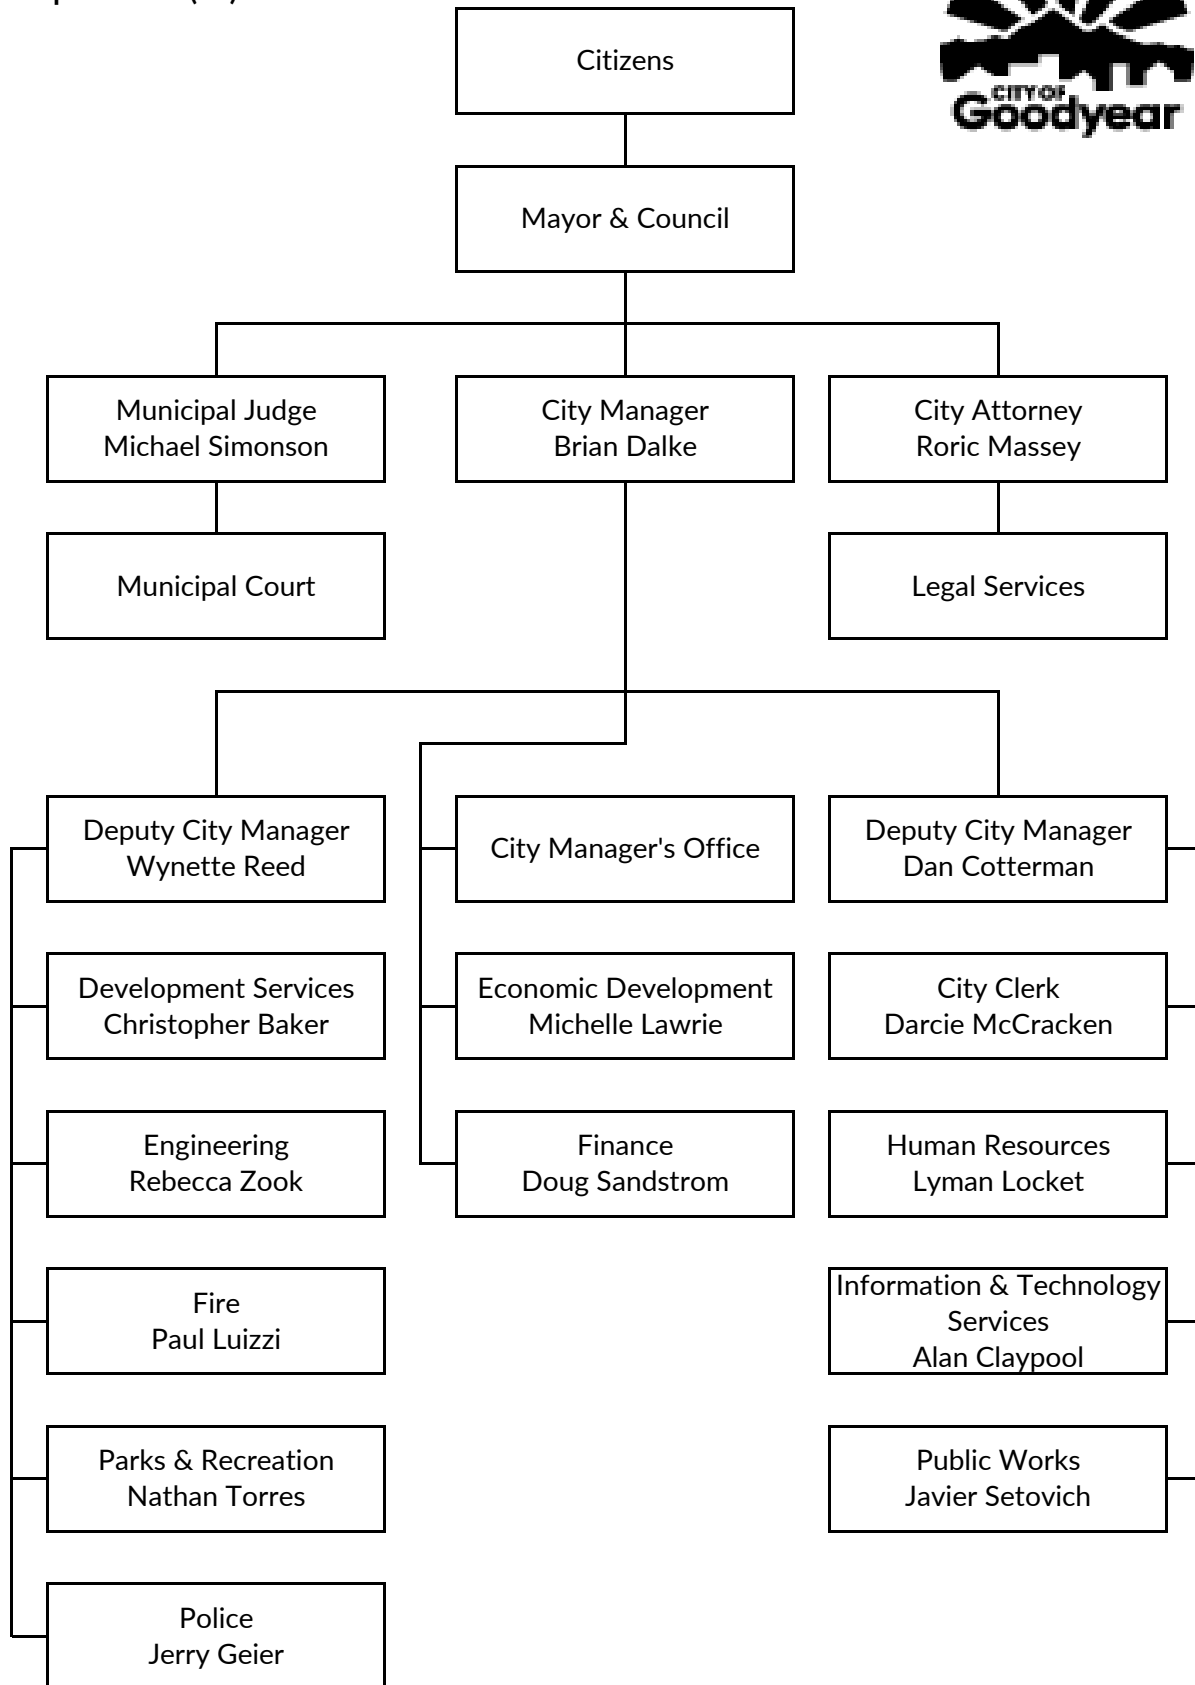 Citizens
CITY OF
Goodyear
Mayor & Council
Municipal Judge
Michael Simonson
City Manager
Brian Dalke
City Attorney
Roric Massey
Municipal Court
Legal Services
Deputy City Manager
Wynette Reed
City Manager's Office
Deputy City Manager
Dan Cotterman
Development Services
Christopher Baker
Economic Development
Michelle Lawrie
City Clerk
Darcie McCracken
Engineering
Rebecca Zook
Finance
Doug Sandstrom
Human Resources
Lyman Locket
Fire
Paul Luizzi
Information & Technology
Services
Alan Claypool
Parks & Recreation
Nathan Torres
Public Works
Javier Setovich
Police
Jerry Geier